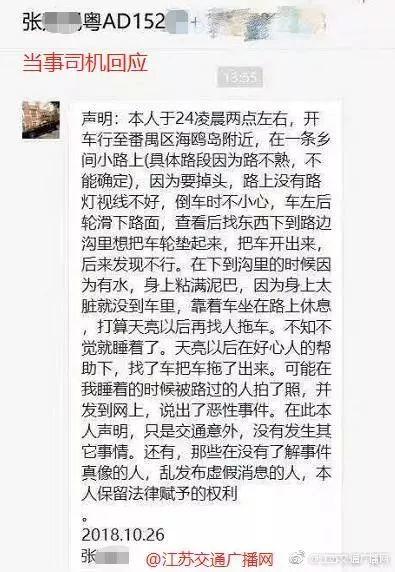 张 粤AD152 +
当事司机回应
13:55
声明：本人于24凌晨两点左右，开
车行至番禺区海鸥岛附近，在一条乡
间小路上(具体路段因为路不熟，不
能确定)，因为要掉头，路上没有路
灯视线不好，倒车时不小心，车左后
轮滑下路面，查看后找东西下到路边
沟里想把车轮垫起来，把车开出来，
后来发现不行。在下到沟里的时候因
为有水，身上粘满泥巴，因为身上太
脏就没到车里，靠着车坐在路上休息
，打算天亮以后再找人拖车。不知不
觉就睡着了。天亮以后在好心人的帮
助下，找了车把车拖了出来。可能在
我睡着的时候被路过的人拍了照，并
发到网上，说出了恶性事件。在此本
人声明，只是交通意外，没有发生其
它事情。还有，那些在没有了解事件
真像的人，乱发布虚假消息的人，本
人保留法律赋予的权利
。
2018.10.26
张
@江苏交通广播网
@江苏交通广播网